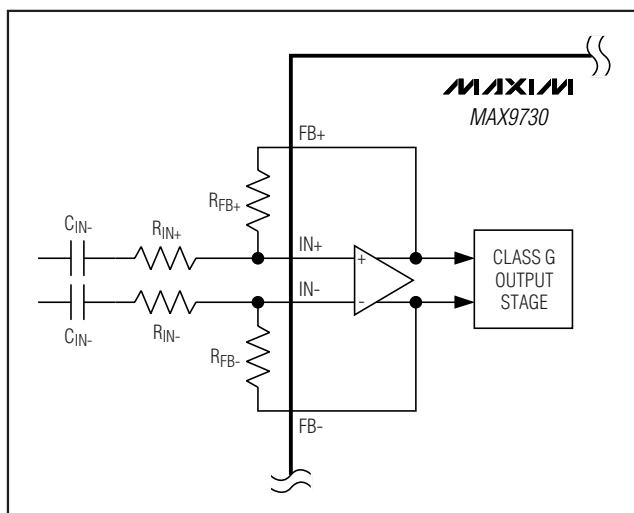 MAXIM
MAX9730
FB+
RFB+
CIN-
RIN+
IN+
+
CLASS G
OUTPUT
STAGE
IN-
-
CIN-
RIN-
RFB-
FB-